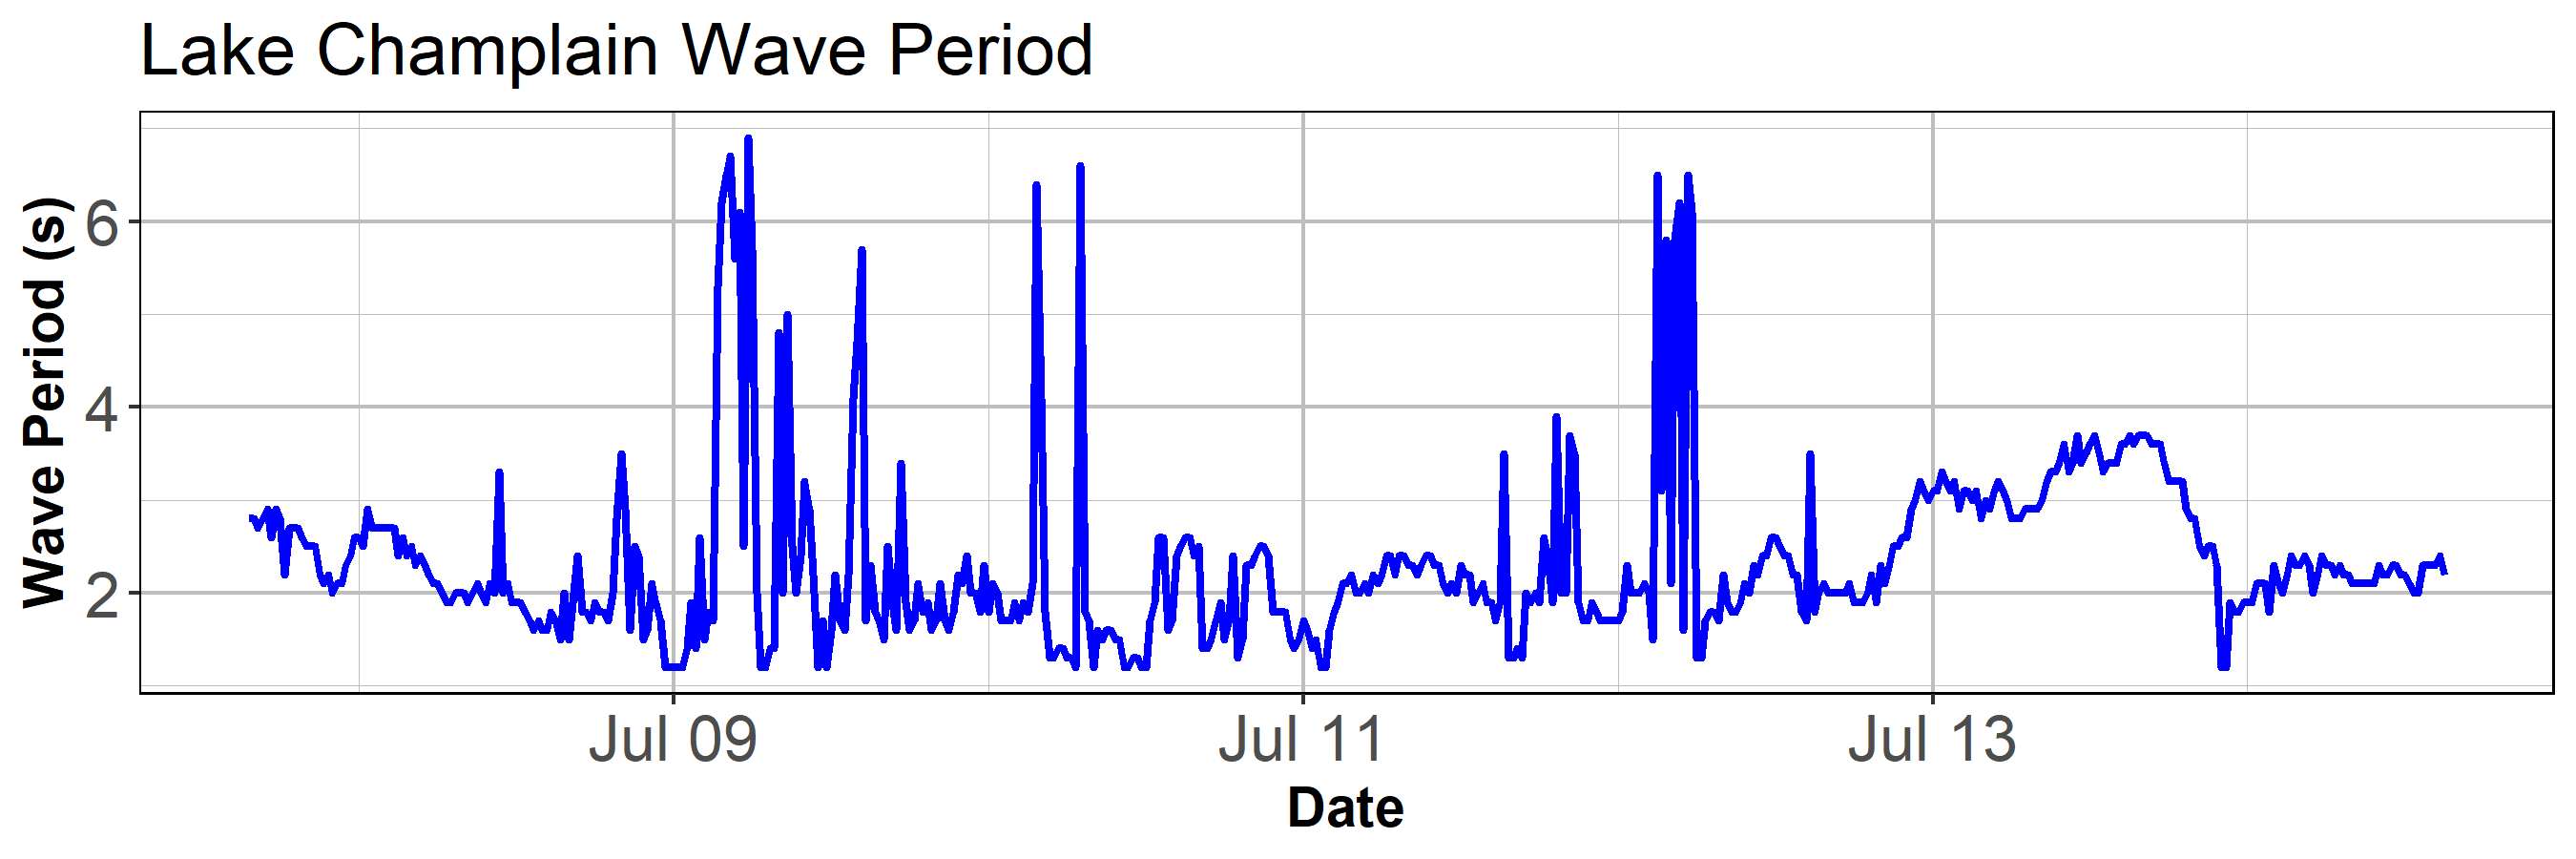 Lake Champlain Wave Period
Wave Period (s)
6
4
2
Jul 09
Jul 11
Jul 13
Date